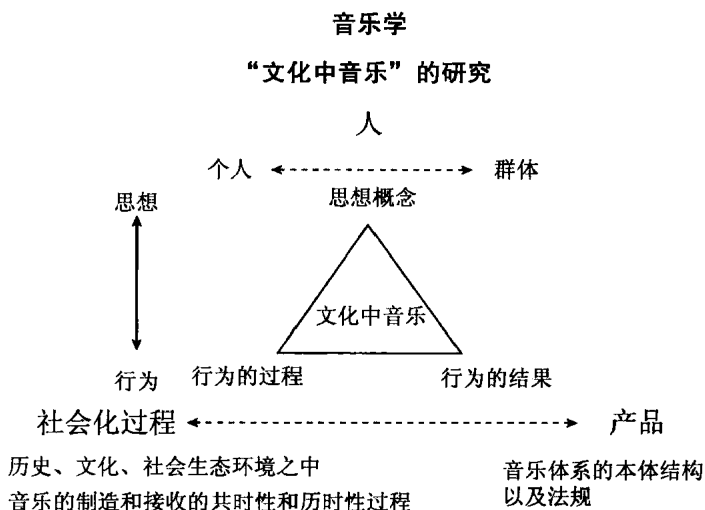 音乐学
“文化中音乐”的研究
人
个人 群体
思想 思想概念
文化中音乐
行为 行为的过程 行为的结果
社会化过程 产品
历史、文化、社会生态环境之中
音乐的制造和接收的共时性和历时性过程
音乐体系的本体结构
以及法规